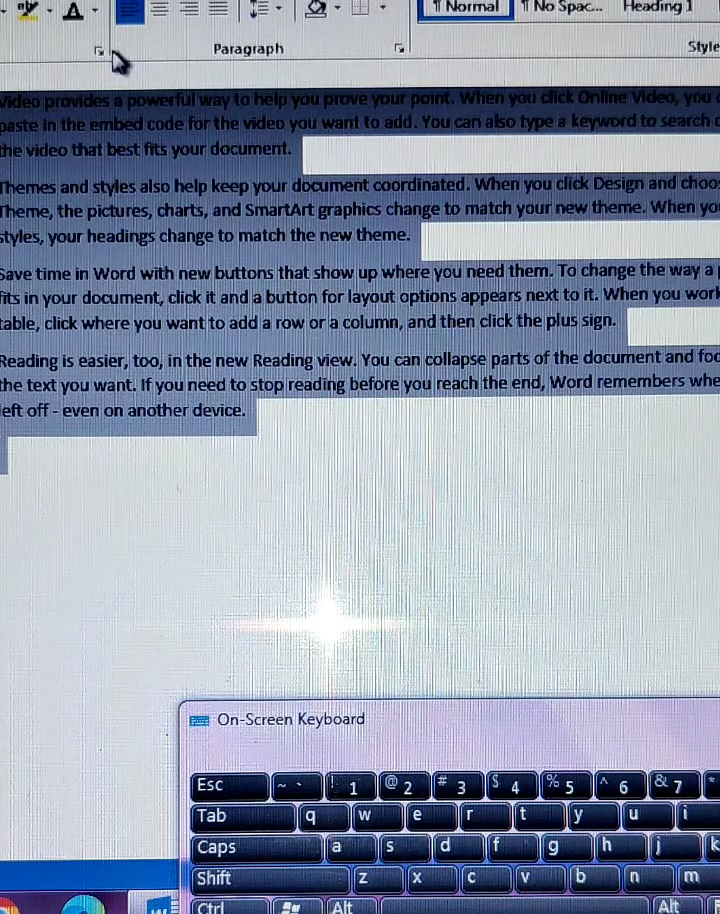 Paragraph
¶ Normal
¶ No Spac...
Heading 1
Style
Video provides a powerful way to help you prove your point. When you click Online Video, you
paste in the embed code for the video you want to add. You can also type a keyword to search
the video that best fits your document.
Themes and styles also help keep your document coordinated. When you click Design and choo
Theme, the pictures, charts, and SmartArt graphics change to match your new theme. When yo
styles, your headings change to match the new theme.
Save time in Word with new buttons that show up where you need them. To change the way a
fits in your document, click it and a button for layout options appears next to it. When you work
table, click where you want to add a row or a column, and then click the plus sign.
Reading is easier, too, in the new Reading view. You can collapse parts of the document and foc
the text you want. If you need to stop reading before you reach the end, Word remembers whe
left off - even on another device.
On-Screen Keyboard
Esc ~ ` ! 1 @ 2 # 3 $ 4 % 5 ^ 6 & 7 *
Tab q w e r t y u i
Caps a s d f g h j k
Shift z x c v b n m
Ctrl Alt Alt